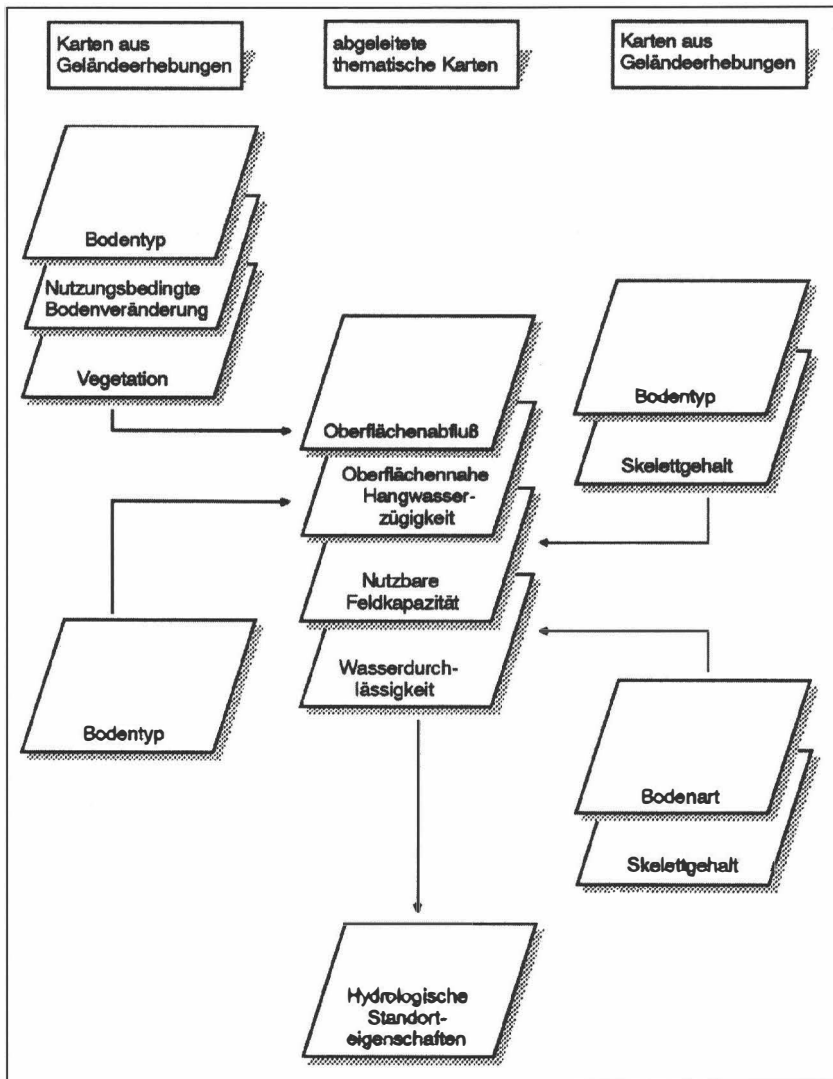 Karten aus
Geländeerhebungen
abgeleitete
thematische Karten
Karten aus
Geländeerhebungen
Bodentyp
Nutzungsbedingte
Bodenveränderung
Vegetation
Oberflächenabfluß
Oberflächennahe
Hangwasser-
zügigkeit
Nutzbare
Feldkapazität
Wasserdurch-
lässigkeit
Bodentyp
Skelettgehalt
Bodentyp
Bodenart
Skelettgehalt
Hydrologische
Standort-
eigenschaften